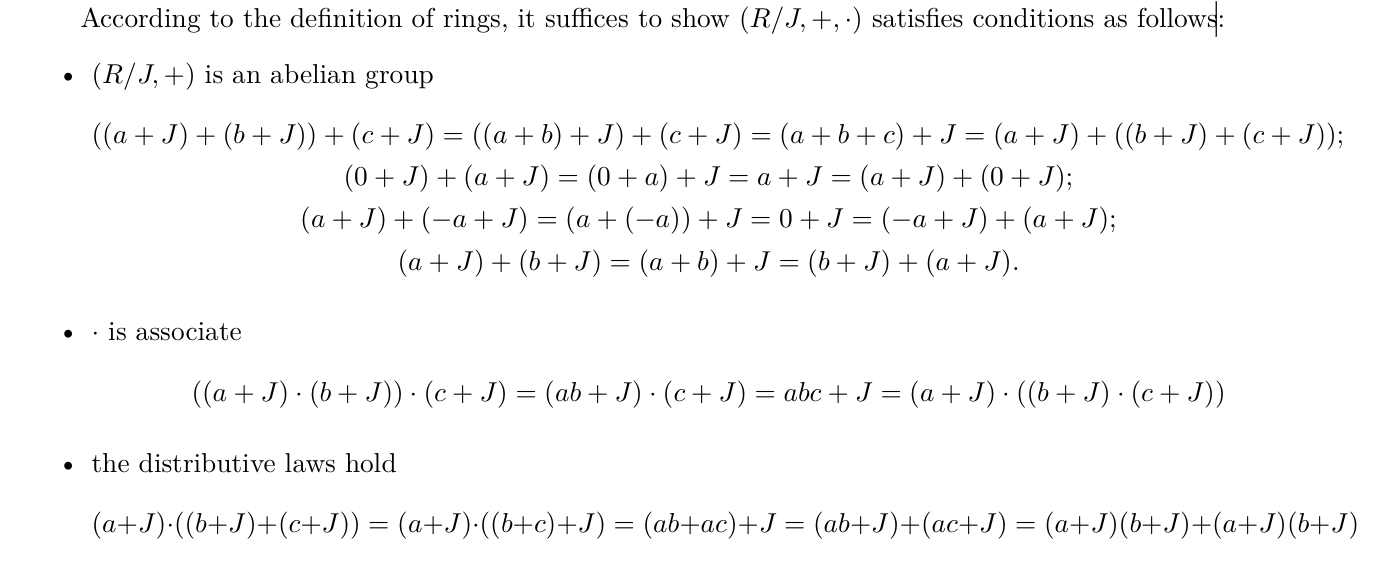 According to the definition of rings, it suffices to show (R/J, +, ·) satisfies conditions as follows:
• (R/J, +) is an abelian group
((a + J) + (b + J)) + (c + J) = ((a + b) + J) + (c + J) = (a + b + c) + J = (a + J) + ((b + J) + (c + J));
(0 + J) + (a + J) = (0 + a) + J = a + J = (a + J) + (0 + J);
(a + J) + (−a + J) = (a + (−a)) + J = 0 + J = (−a + J) + (a + J);
(a + J) + (b + J) = (a + b) + J = (b + J) + (a + J).
• · is associate
((a + J) · (b + J)) · (c + J) = (ab + J) · (c + J) = abc + J = (a + J) · ((b + J) · (c + J))
• the distributive laws hold
(a+J)·((b+J)+(c+J)) = (a+J)·((b+c)+J) = (ab+ac)+J = (ab+J)+(ac+J) = (a+J)(b+J)+(a+J)(b+J)